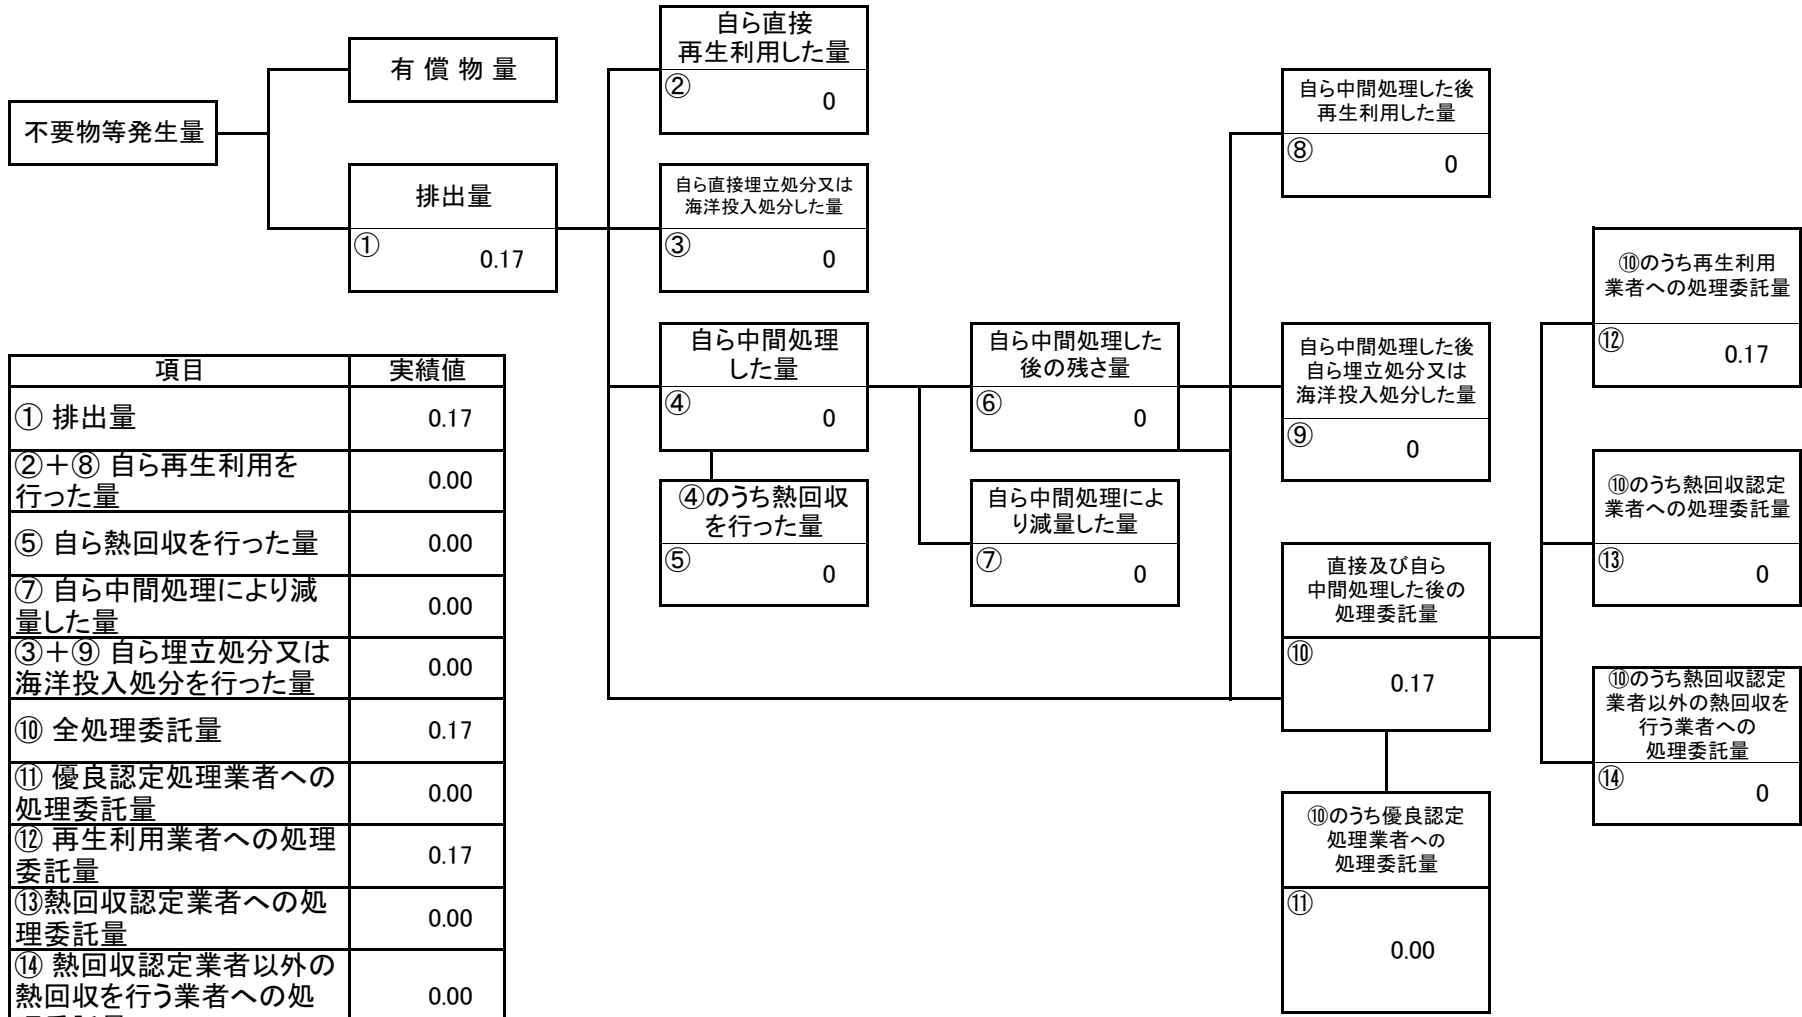 不要物等発生量
有 償 物 量
排出量
①
0.17
自ら直接
再生利用した量
②
0
自ら直接埋立処分又は
海洋投入処分した量
③
0
自ら中間処理
した量
④
0
④のうち熱回収
を行った量
⑤
0
自ら中間処理した
後の残さ量
⑥
0
自ら中間処理によ
り減量した量
⑦
0
自ら中間処理した後
再生利用した量
⑧
0
自ら中間処理した後
自ら埋立処分又は
海洋投入処分した量
⑨
0
直接及び自ら
中間処理した後の
処理委託量
⑩
0.17
⑩のうち優良認定
処理業者への
処理委託量
⑪
0.00
⑩のうち再生利用
業者への処理委託量
⑫
0.17
⑩のうち熱回収認定
業者への処理委託量
⑬
0
⑩のうち熱回収認定
業者以外の熱回収を
行う業者への
処理委託量
⑭
0
項目 実績値
① 排出量 0.17
②＋⑧ 自ら再生利用を
行った量 0.00
⑤ 自ら熱回収を行った量 0.00
⑦ 自ら中間処理により減
量した量 0.00
③＋⑨ 自ら埋立処分又は
海洋投入処分を行った量 0.00
⑩ 全処理委託量 0.17
⑪ 優良認定処理業者への
処理委託量 0.00
⑫ 再生利用業者への処理
委託量 0.17
⑬熱回収認定業者への処
理委託量 0.00
⑭ 熱回収認定業者以外の
熱回収を行う業者への処 0.00